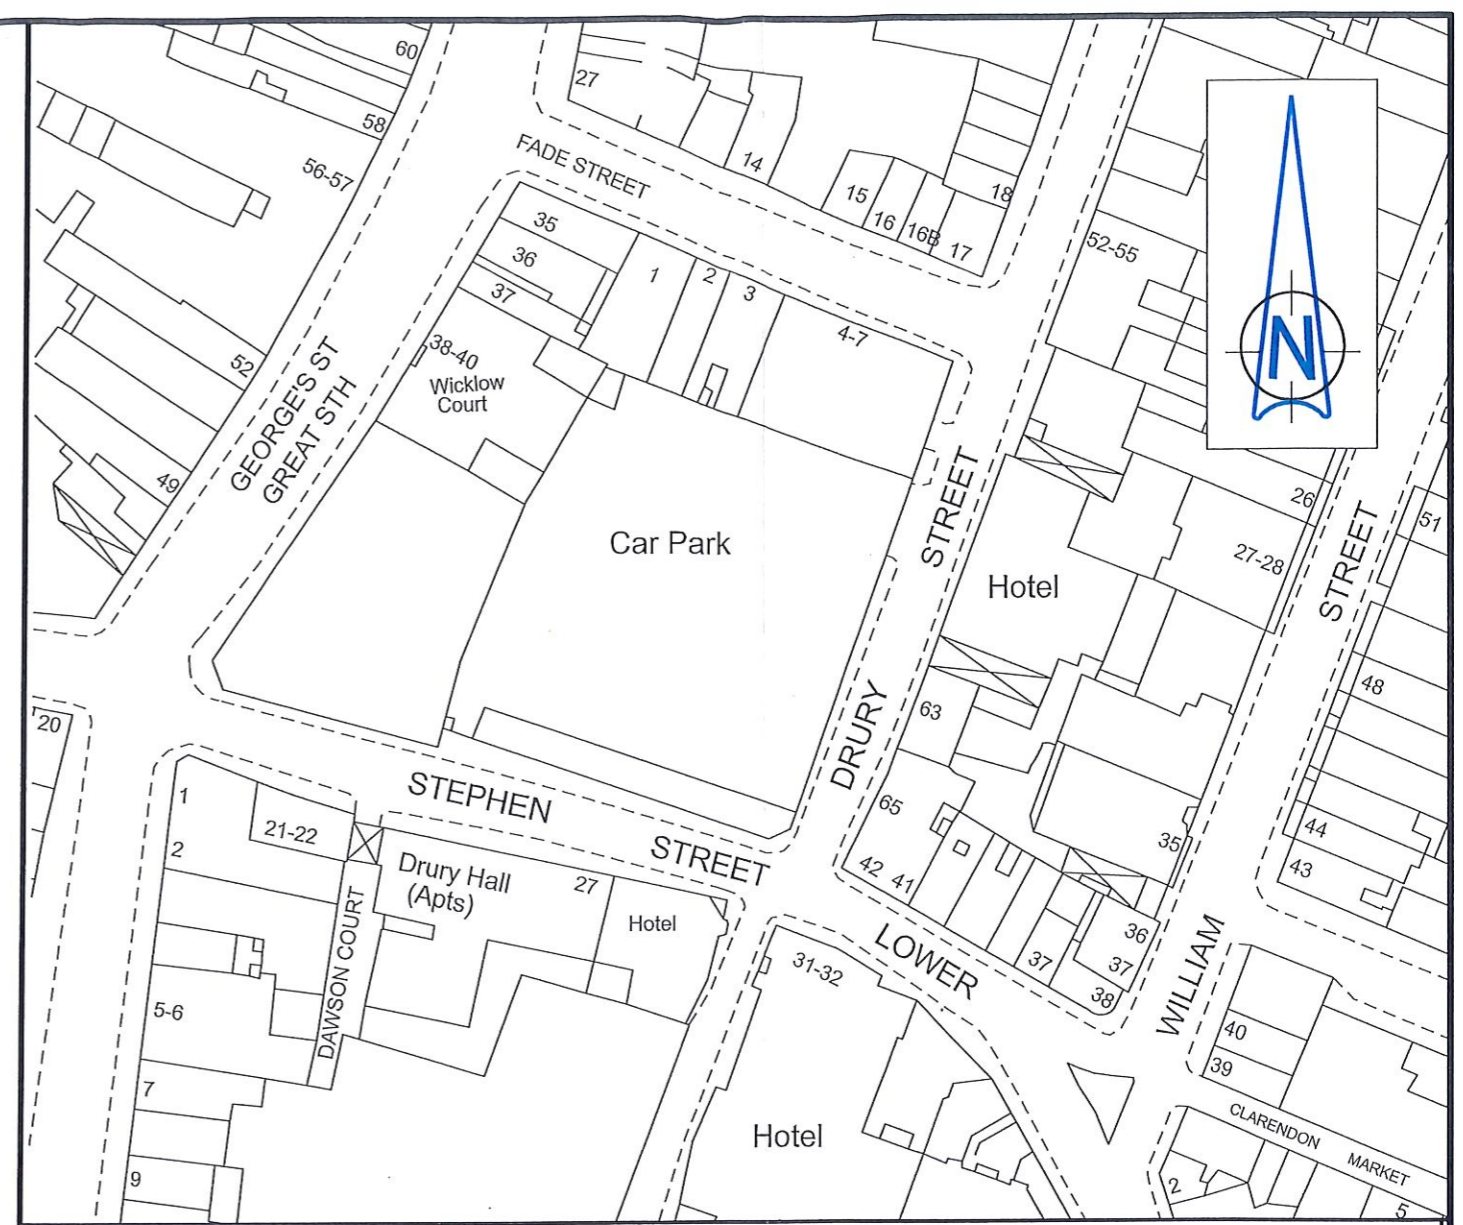 60
58
56-57
27
FADE STREET
14
15
16
16B
17
18
35
36
37
1
2
3
4-7
52-55
N
38-40
Wicklow
Court
52
GEORGE'S ST
GREAT STH
49
Car Park
DRURY STREET
Hotel
26
27-28
51
WILLIAM STREET
48
63
65
42
41
35
44
43
20
STEPHEN
STREET
LOWER
1
2
21-22
Drury Hall
(Apts)
27
Hotel
DAWSON COURT
5-6
7
9
31-32
Hotel
37
36
37
38
40
39
CLARENDON MARKET
2
5